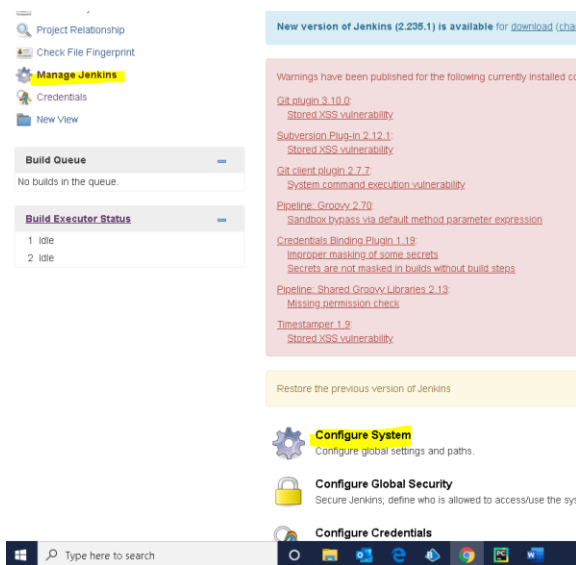 Project Relationship
Check File Fingerprint
Manage Jenkins
Credentials
New View
Build Queue
No builds in the queue.
Build Executor Status
1 Idle
2 Idle
New version of Jenkins (2.235.1) is available for download (cha
Warnings have been published for the following currently installed co
Git plugin 3.10.0:
Stored XSS vulnerability
Subversion Plug-in 2.12.1:
Stored XSS vulnerability
Git client plugin 2.7.7:
System command execution vulnerability
Pipeline: Groovy 2.70:
Sandbox bypass via default method parameter expression
Credentials Binding Plugin 1.19:
Improper masking of some secrets
Secrets are not masked in builds without build steps
Pipeline: Shared Groovy Libraries 2.13:
Missing permission check
Timestamper 1.9:
Stored XSS vulnerability
Restore the previous version of Jenkins
Configure System
Configure global settings and paths.
Configure Global Security
Secure Jenkins; define who is allowed to access/use the sys
Configure Credentials
Type here to search